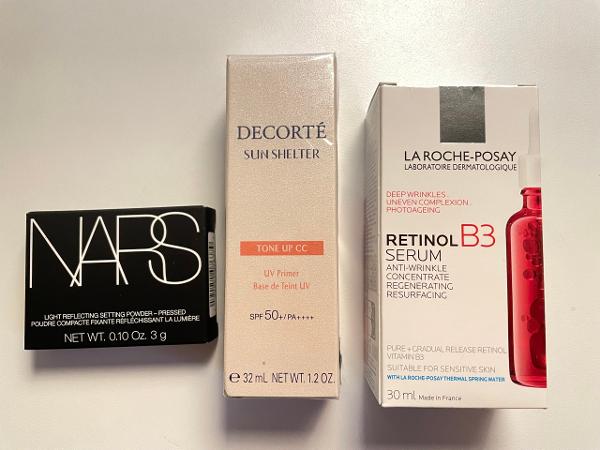 NARS
LIGHT REFLECTING SETTING POWDER – PRESSED
POUDRE COMPACTE FIXANTE RÉFLÉCHISSANT LA LUMIÈRE
NET WT. 0.10 Oz. 3 g
DECORTÉ
SUN SHELTER
TONE UP CC
UV Primer
Base de Teint UV
SPF 50+/PA++++
℮ 32 mL NET WT. 1.2 OZ.
LA ROCHE-POSAY
LABORATOIRE DERMATOLOGIQUE
DEEP WRINKLES_
UNEVEN COMPLEXION_
PHOTOAGEING
RETINOL B3
SERUM
ANTI-WRINKLE
CONCENTRATE
REGENERATING
RESURFACING
PURE + GRADUAL RELEASE RETINOL
VITAMIN B3
SUITABLE FOR SENSITIVE SKIN
WITH LA ROCHE-POSAY THERMAL SPRING WATER
30 ml Made in France